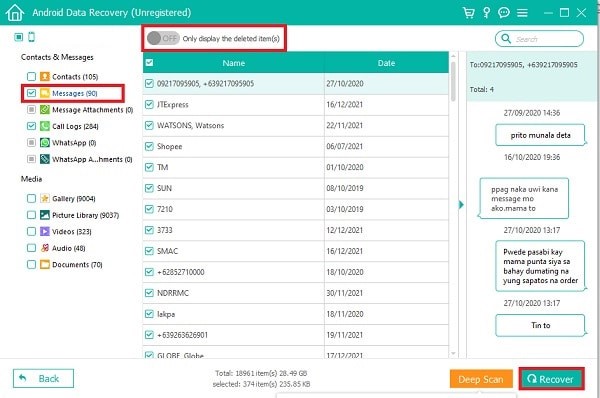 Android Data Recovery (Unregistered)
OFF Only display the deleted item(s)
Search
Contacts & Messages
Contacts (105)
Messages (90)
Message Attachments (0)
Call Logs (284)
WhatsApp (0)
WhatsApp A...hments (0)
Media
Gallery (9004)
Picture Library (9037)
Videos (323)
Audio (48)
Documents (70)
Name Date
09217095905, +639217095905 27/10/2020
JTExpress 16/12/2021
WATSONS, Watsons 22/11/2021
Shopee 06/07/2021
TM 01/10/2020
SUN 08/10/2019
7210 03/10/2019
3733 12/12/2021
SMAC 16/12/2021
+62852710000 18/10/2020
NDRRMC 30/11/2021
lakpa 18/11/2020
+639263626901 19/11/2021
GLOBE, Globe 17/12/2021
To:09217095905, +639217095905
Total: 4
27/09/2020 14:36
prito munala deta
16/10/2020 19:36
ppag naka uwi kana
message mo
ako.mama to
27/10/2020 13:17
Pwede pasabi kay
mama punta siya sa
bahay dumating na
yung sapatos na order
27/10/2020 13:17
Tin to
Back
Total: 18961 item(s) 28.49 GB
selected: 374 item(s) 235.85 KB
Deep Scan
Recover